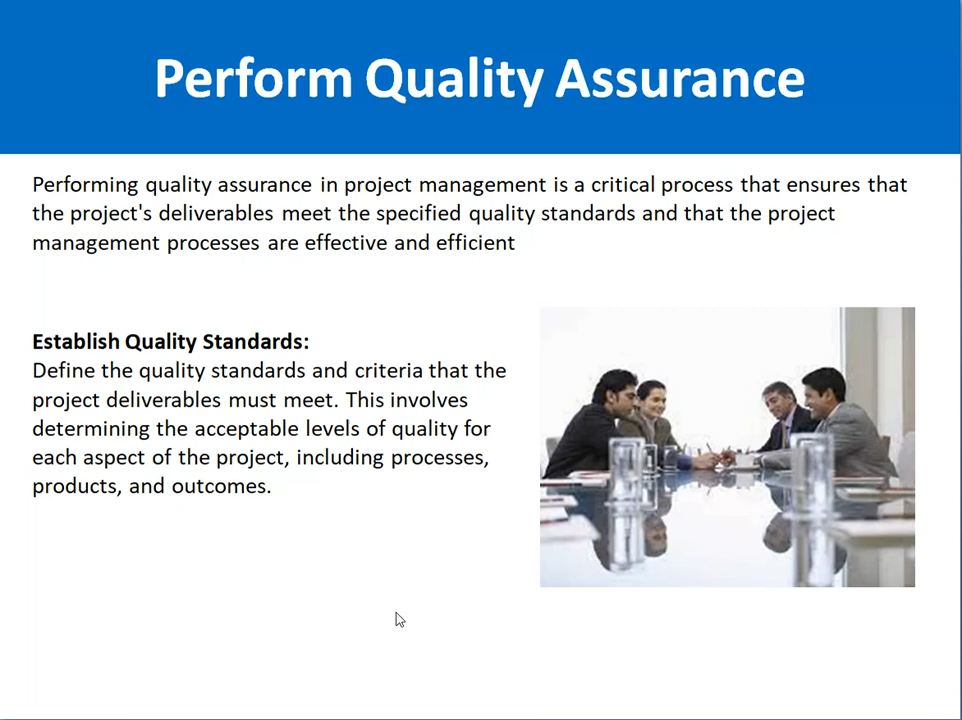 Perform Quality Assurance
Performing quality assurance in project management is a critical process that ensures that
the project's deliverables meet the specified quality standards and that the project
management processes are effective and efficient
Establish Quality Standards:
Define the quality standards and criteria that the
project deliverables must meet. This involves
determining the acceptable levels of quality for
each aspect of the project, including processes,
products, and outcomes.